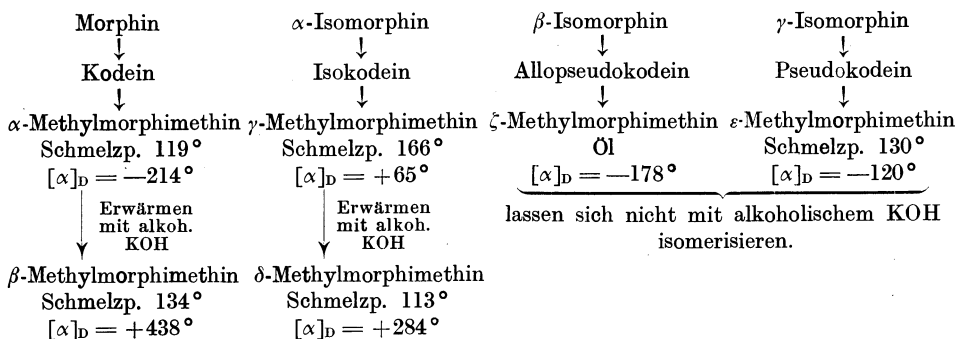 Morphin α-Isomorphin β-Isomorphin γ-Isomorphin
↓ ↓ ↓ ↓
Kodein Isokodein Allopseudokodein Pseudokodein
↓ ↓ ↓ ↓
α-Methylmorphimethin γ-Methylmorphimethin ζ-Methylmorphimethin ε-Methylmorphimethin
Schmelzp. 119° Schmelzp. 166° Öl Schmelzp. 130°
[α]D = —214° [α]D = +65° [α]D = —178° [α]D = —120°
Erwärmen Erwärmen lassen sich nicht mit alkoholischem KOH
mit alkoh. mit alkoh. isomerisieren.
KOH KOH
β-Methylmorphimethin δ-Methylmorphimethin
Schmelzp. 134° Schmelzp. 113°
[α]D = +438° [α]D = +284°